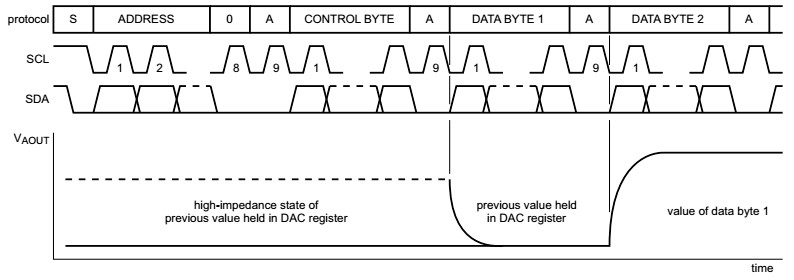 protocol S ADDRESS 0 A CONTROL BYTE A DATA BYTE 1 A DATA BYTE 2 A
SCL 1 2 8 9 1 9 1 9 1
SDA
VAOUT
high-impedance state of
previous value held in DAC register
previous value held
in DAC register
value of data byte 1
time